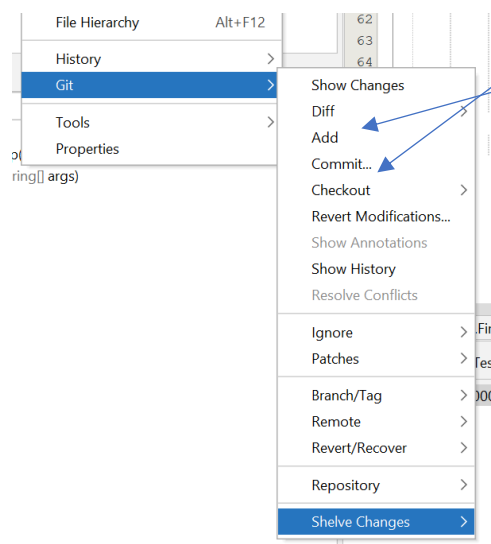 File Hierarchy Alt+F12
62
63
History
64
Git
Show Changes
Diff
Tools
Add
Properties
Commit...
ring[] args)
Checkout
Revert Modifications...
Show Annotations
Show History
Resolve Conflicts
Ignore
Patches
Branch/Tag
Remote
Revert/Recover
Repository
Shelve Changes